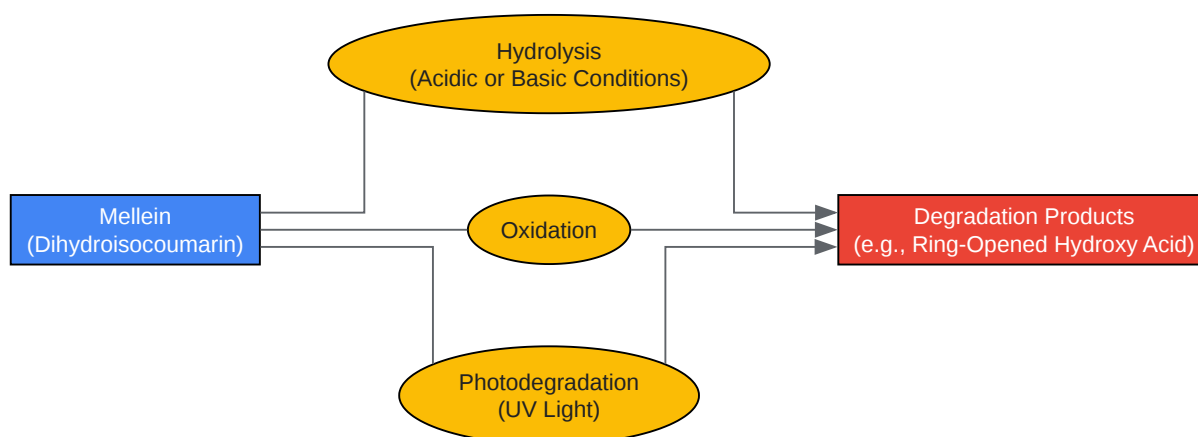 Hydrolysis
(Acidic or Basic Conditions)
Mellein
(Dihydroisocoumarin)
Oxidation
Degradation Products
(e.g., Ring-Opened Hydroxy Acid)
Photodegradation
(UV Light)